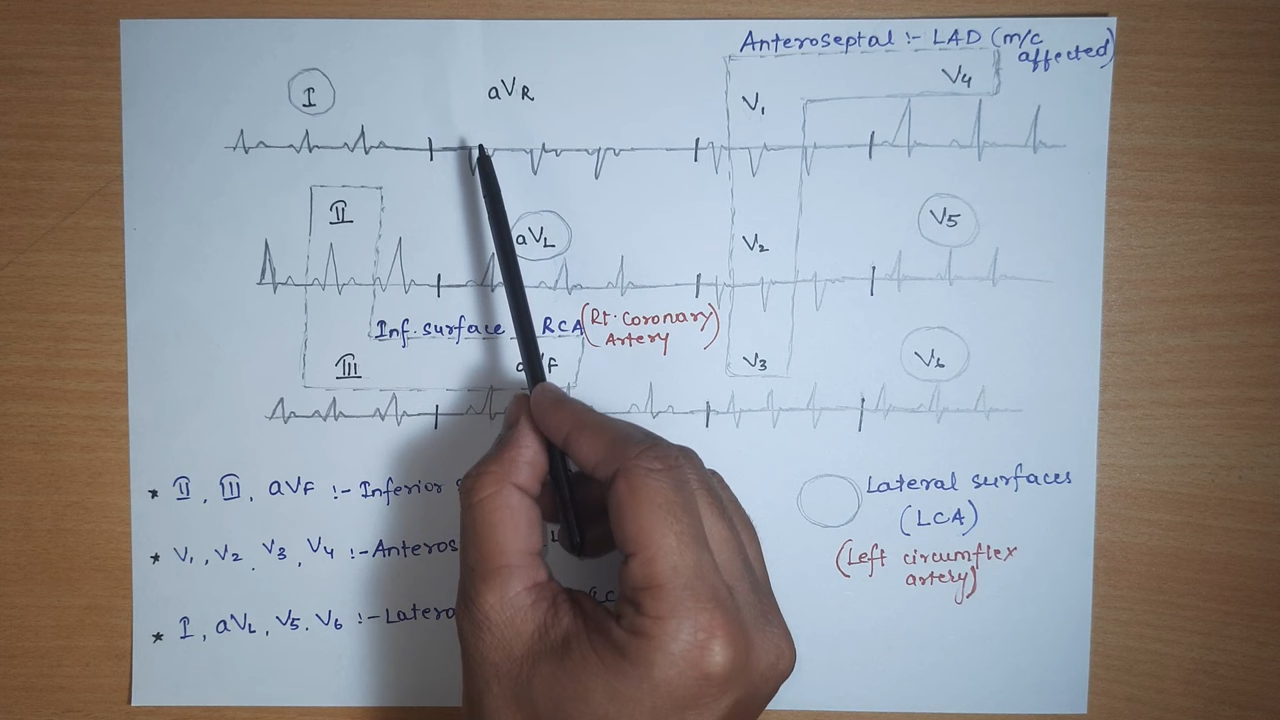 Anteroseptal :- LAD (m/c
affected)
I
aVR
V1
V4
II
aVL
V2
V5
Inf. surface RCA (Rt. Coronary
Artery)
III
V3
V6
* II, III, aVF :- Inferior
* V1, V2, V3, V4 :- Anteros
* I, aVL, V5, V6 :- Latera
Lateral surfaces
(LCA)
(Left circumflex
artery)